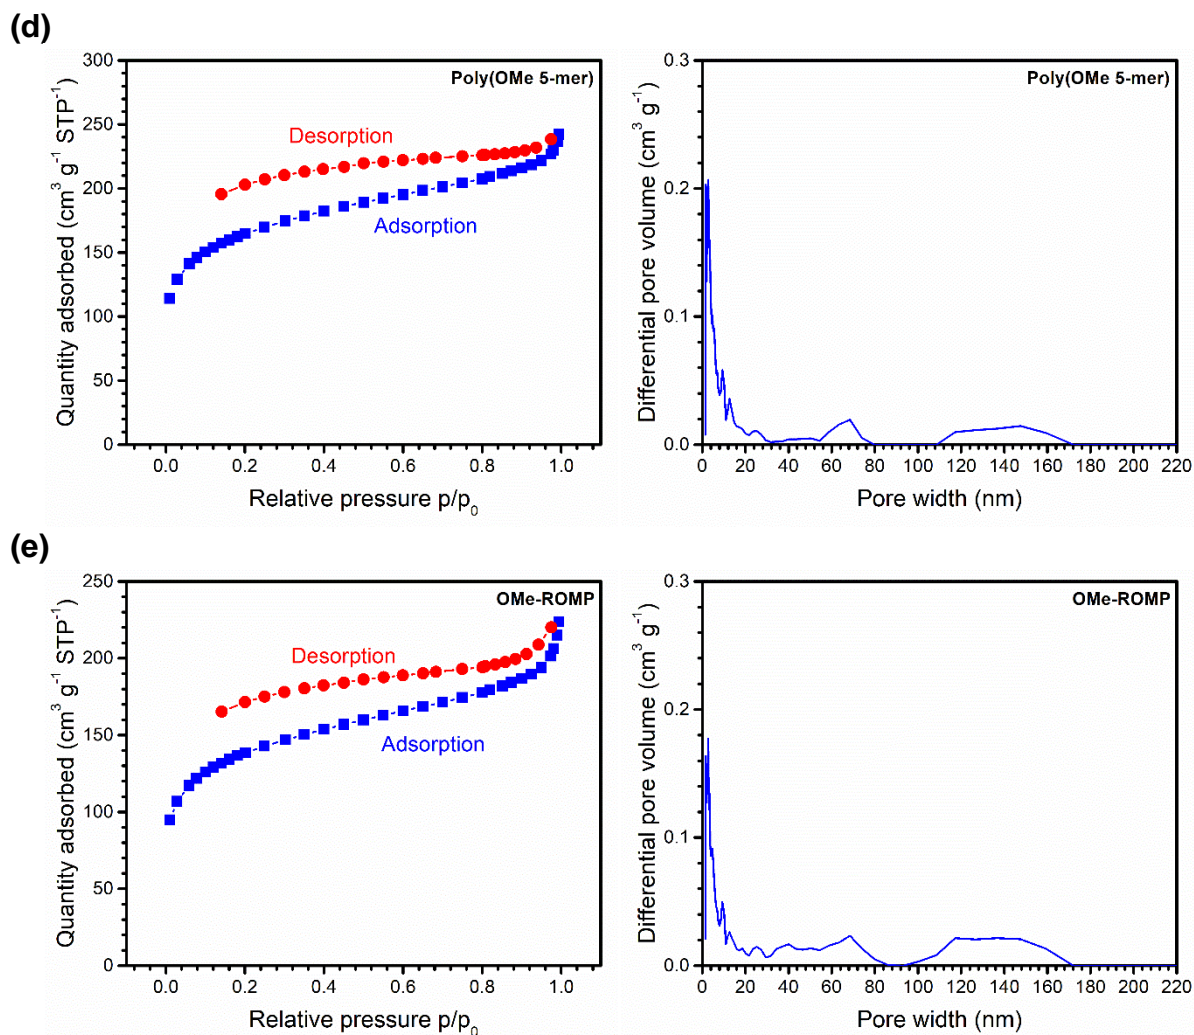 (d)
Quantity adsorbed (cm³ g⁻¹ STP⁻¹)
300
250
200
150
100
50
0
Poly(OMe 5-mer)
Desorption
Adsorption
0.0 0.2 0.4 0.6 0.8 1.0
Relative pressure p/p₀
Differential pore volume (cm³ g⁻¹)
0.3
0.2
0.1
0.0
Poly(OMe 5-mer)
0 20 40 60 80 100 120 140 160 180 200 220
Pore width (nm)
(e)
Quantity adsorbed (cm³ g⁻¹ STP⁻¹)
250
200
150
100
50
0
OMe-ROMP
Desorption
Adsorption
0.0 0.2 0.4 0.6 0.8 1.0
Relative pressure p/p₀
Differential pore volume (cm³ g⁻¹)
0.3
0.2
0.1
0.0
OMe-ROMP
0 20 40 60 80 100 120 140 160 180 200 220
Pore width (nm)